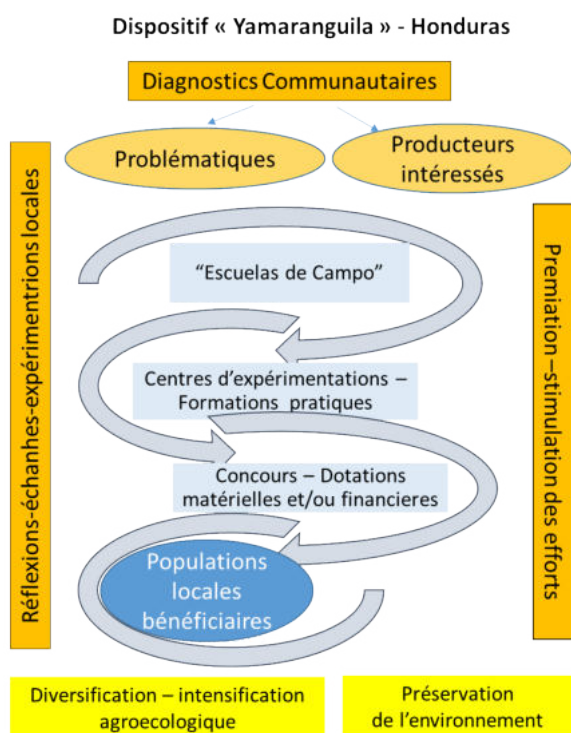 Dispositif « Yamaranguila » - Honduras
Diagnostics Communautaires
Problématiques
Producteurs
intéressés
Réflexions-échanhes-expérimentrions locales
Premiation –stimulation des efforts
“Escuelas de Campo”
Centres d’expérimentations –
Formations pratiques
Concours – Dotations
matérielles et/ou financieres
Populations
locales
bénéficiaires
Diversification – intensification
agroecologique
Préservation
de l’environnement